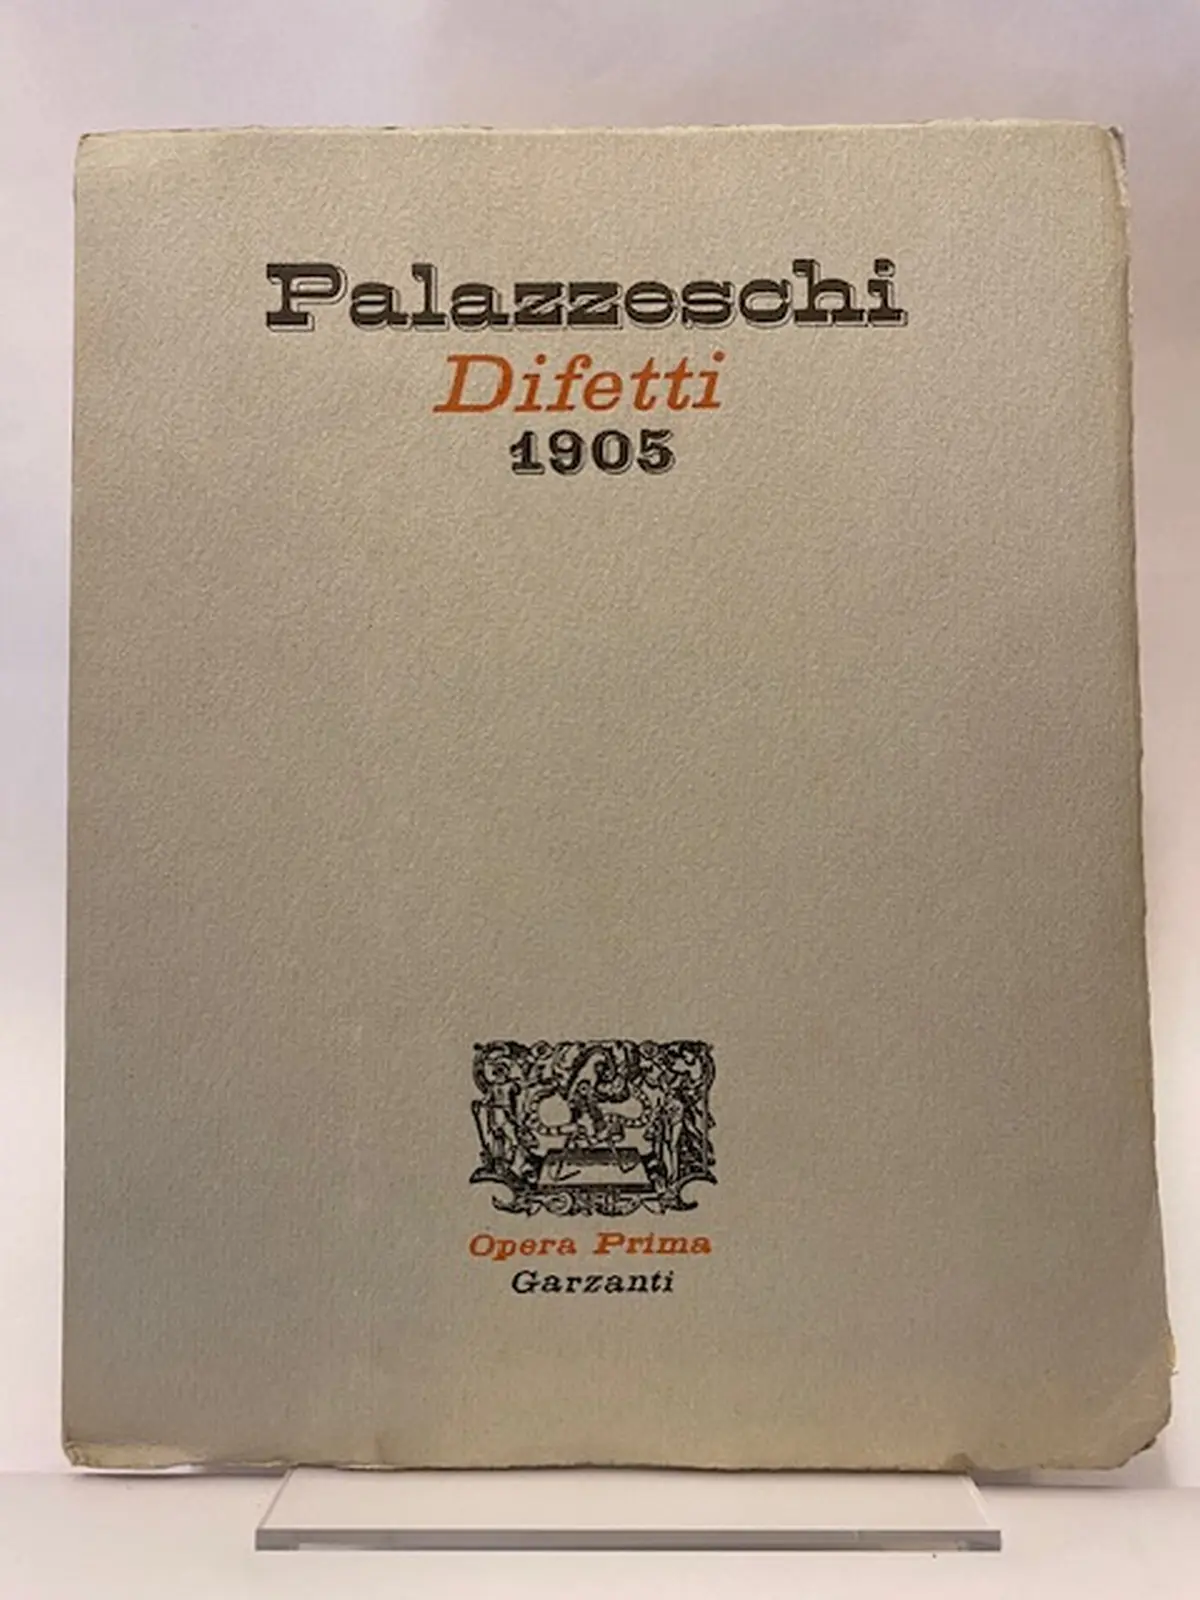 Palazzeschi
Difetti
1905
Opera Prima
Garzanti